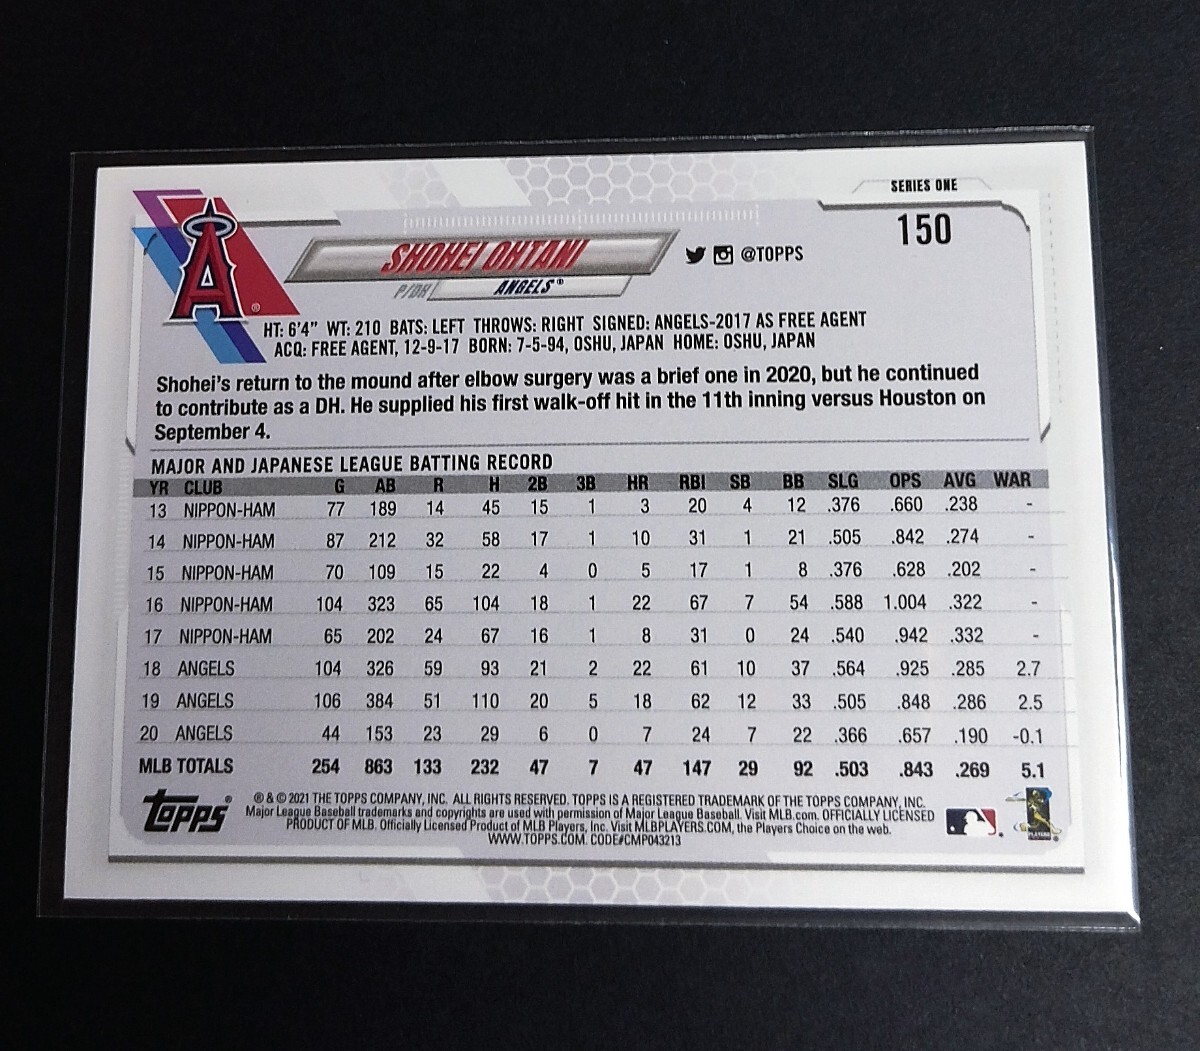 SERIES ONE
150
A®
SHOHEI OHTANI
@TOPPS
P/DH ANGELS®
HT: 6'4" WT: 210 BATS: LEFT THROWS: RIGHT SIGNED: ANGELS-2017 AS FREE AGENT
ACQ: FREE AGENT, 12-9-17 BORN: 7-5-94, OSHU, JAPAN HOME: OSHU, JAPAN
Shohei's return to the mound after elbow surgery was a brief one in 2020, but he continued
to contribute as a DH. He supplied his first walk-off hit in the 11th inning versus Houston on
September 4.
MAJOR AND JAPANESE LEAGUE BATTING RECORD
YR CLUB G AB R H 2B 3B HR RBI SB BB SLG OPS AVG WAR
13 NIPPON-HAM 77 189 14 45 15 1 3 20 4 12 .376 .660 .238 -
14 NIPPON-HAM 87 212 32 58 17 1 10 31 1 21 .505 .842 .274 -
15 NIPPON-HAM 70 109 15 22 4 0 5 17 1 8 .376 .628 .202 -
16 NIPPON-HAM 104 323 65 104 18 1 22 67 7 54 .588 1.004 .322 -
17 NIPPON-HAM 65 202 24 67 16 1 8 31 0 24 .540 .942 .332 -
18 ANGELS 104 326 59 93 21 2 22 61 10 37 .564 .925 .285 2.7
19 ANGELS 106 384 51 110 20 5 18 62 12 33 .505 .848 .286 2.5
20 ANGELS 44 153 23 29 6 0 7 24 7 22 .366 .657 .190 -0.1
MLB TOTALS 254 863 133 232 47 7 47 147 29 92 .503 .843 .269 5.1
topps®
® & © 2021 THE TOPPS COMPANY, INC. ALL RIGHTS RESERVED. TOPPS IS A REGISTERED TRADEMARK OF THE TOPPS COMPANY, INC.
Major League Baseball trademarks and copyrights are used with permission of Major League Baseball. Visit MLB.com. OFFICIALLY LICENSED
PRODUCT OF MLB. Officially Licensed Product of MLB Players, Inc. Visit MLBPLAYERS.COM, the Players Choice on the web.
WWW.TOPPS.COM. CODE#CMP043213
PLAYERS